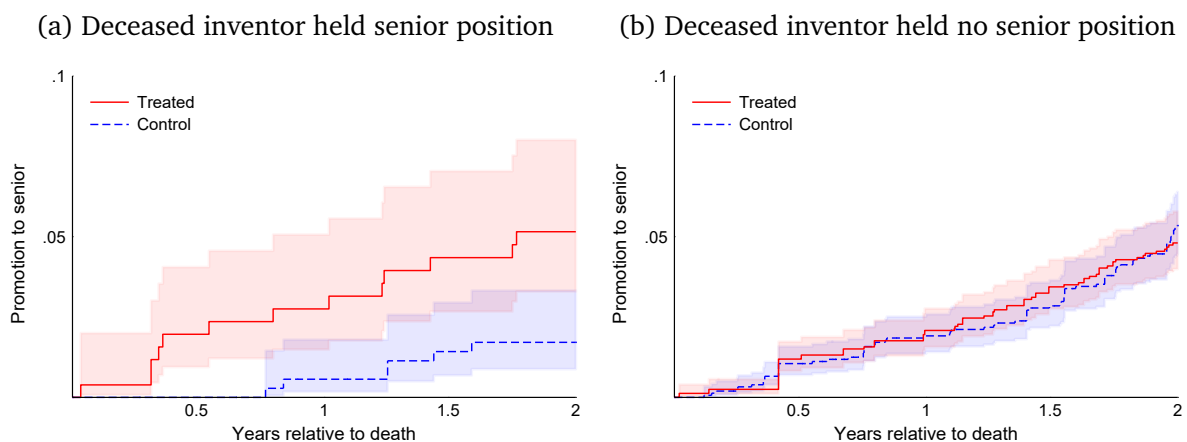 (a) Deceased inventor held senior position
.1
Treated
Control
.05
Promotion to senior
0.5
1
1.5
2
Years relative to death
(b) Deceased inventor held no senior position
.1
Treated
Control
.05
Promotion to senior
0.5
1
1.5
2
Years relative to death